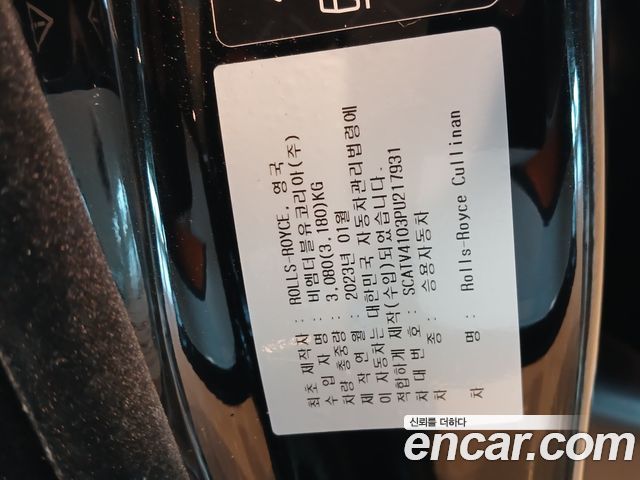 최초 제작자 : ROLLS-ROYCE, 영국
수 입 자 명 : 비엠더블유코리아(주)
차량 총중량 : 3,080(3,180)KG
제 작 연 월 : 2023년 01월
이 자동차는 대한민국 자동차관리법령에
적합하게 제작(수입)되었습니다.
차 대 번 호 : SCATV4103PU217931
차 종 : 승용자동차
차 명 : Rolls-Royce Cullinan
신뢰를 더하다
encar.com